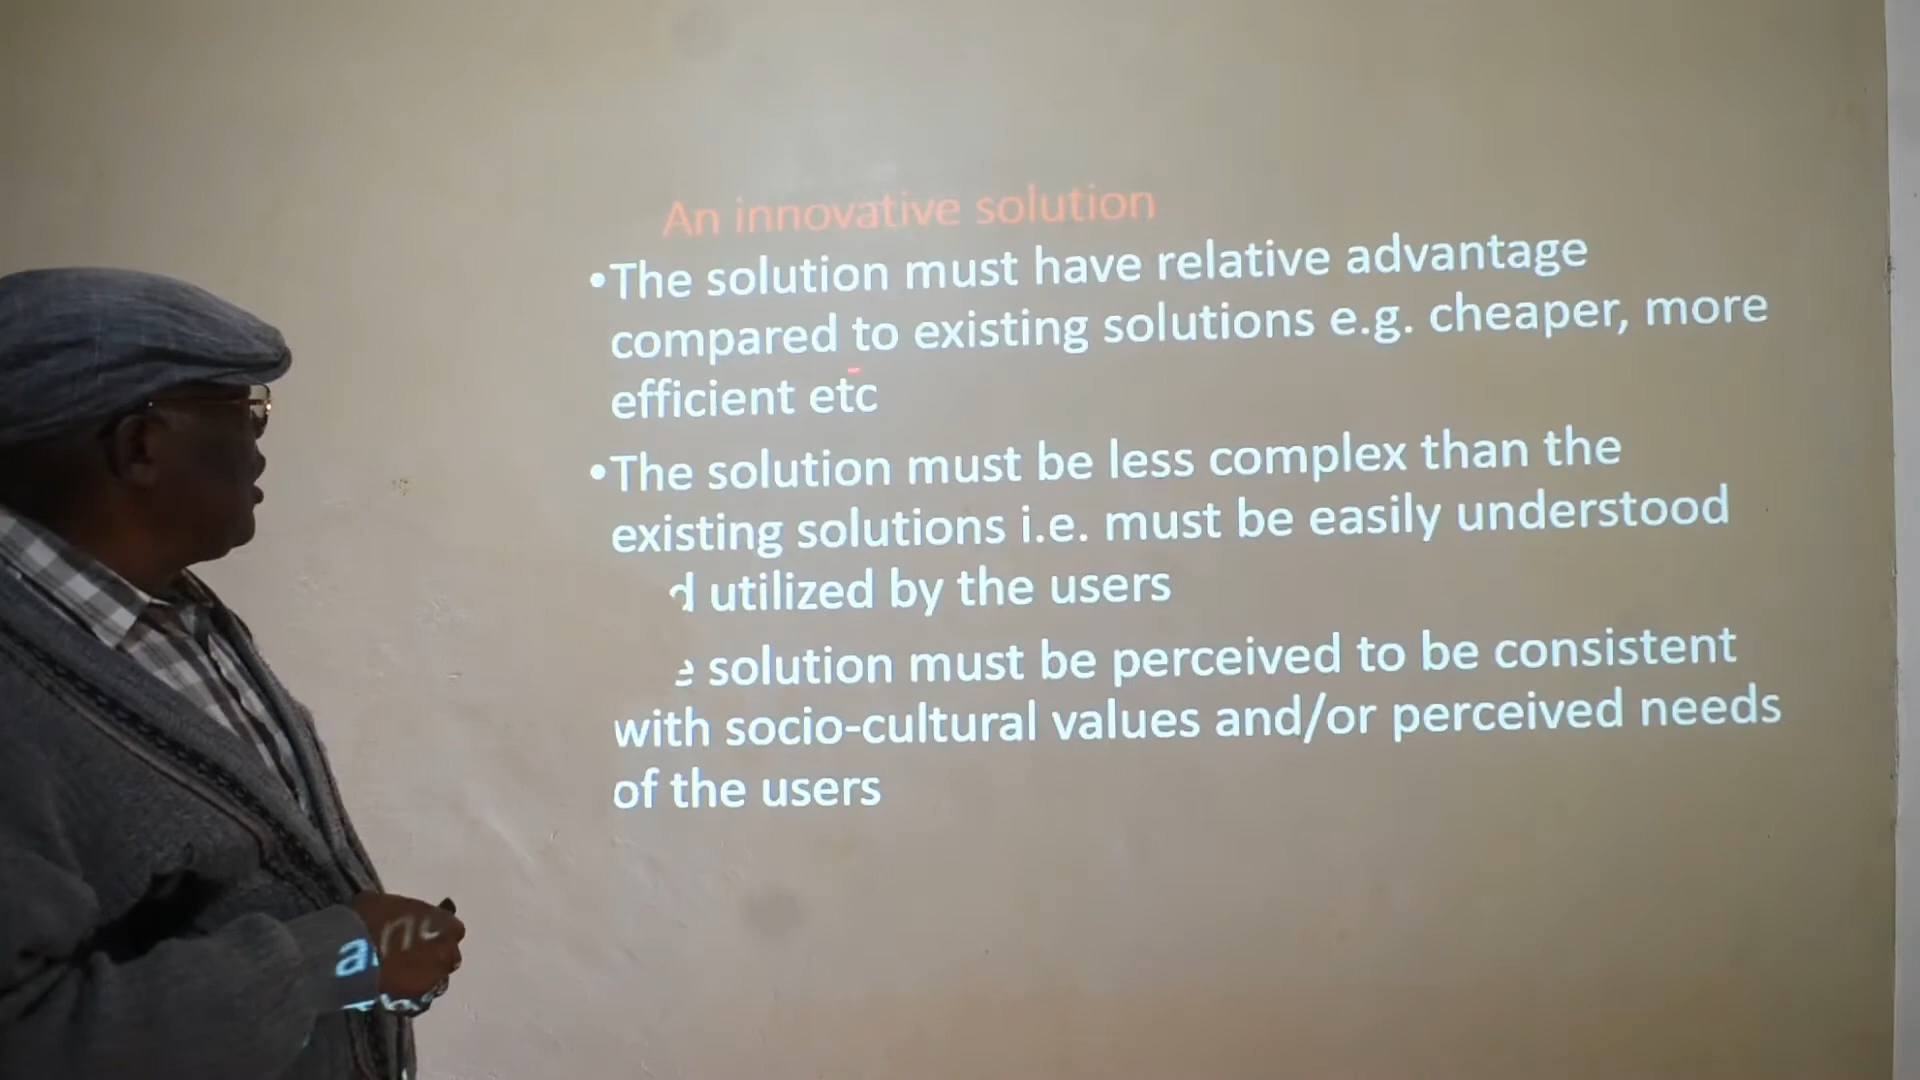 An innovative solution
•The solution must have relative advantage
compared to existing solutions e.g. cheaper, more
efficient etc
•The solution must be less complex than the
existing solutions i.e. must be easily understood
d utilized by the users
e solution must be perceived to be consistent
with socio-cultural values and/or perceived needs
of the users
and
The